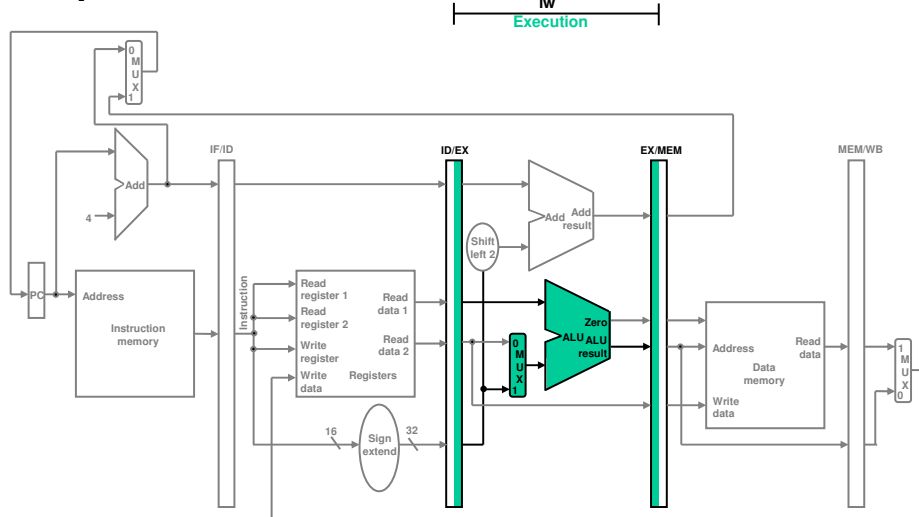 lw
Execution
0
M
U
X
1
IF/ID
ID/EX
EX/MEM
MEM/WB
Add
4
Add
Add
result
Shift
left 2
PC
Address
Instruction
memory
Instruction
Read
register 1
Read
register 2
Write
register
Write
data
Registers
Read
data 1
Read
data 2
16
Sign
extend
32
0
M
U
X
1
Zero
ALU
ALU
result
Address
Data
memory
Write
data
Read
data
1
M
U
X
0